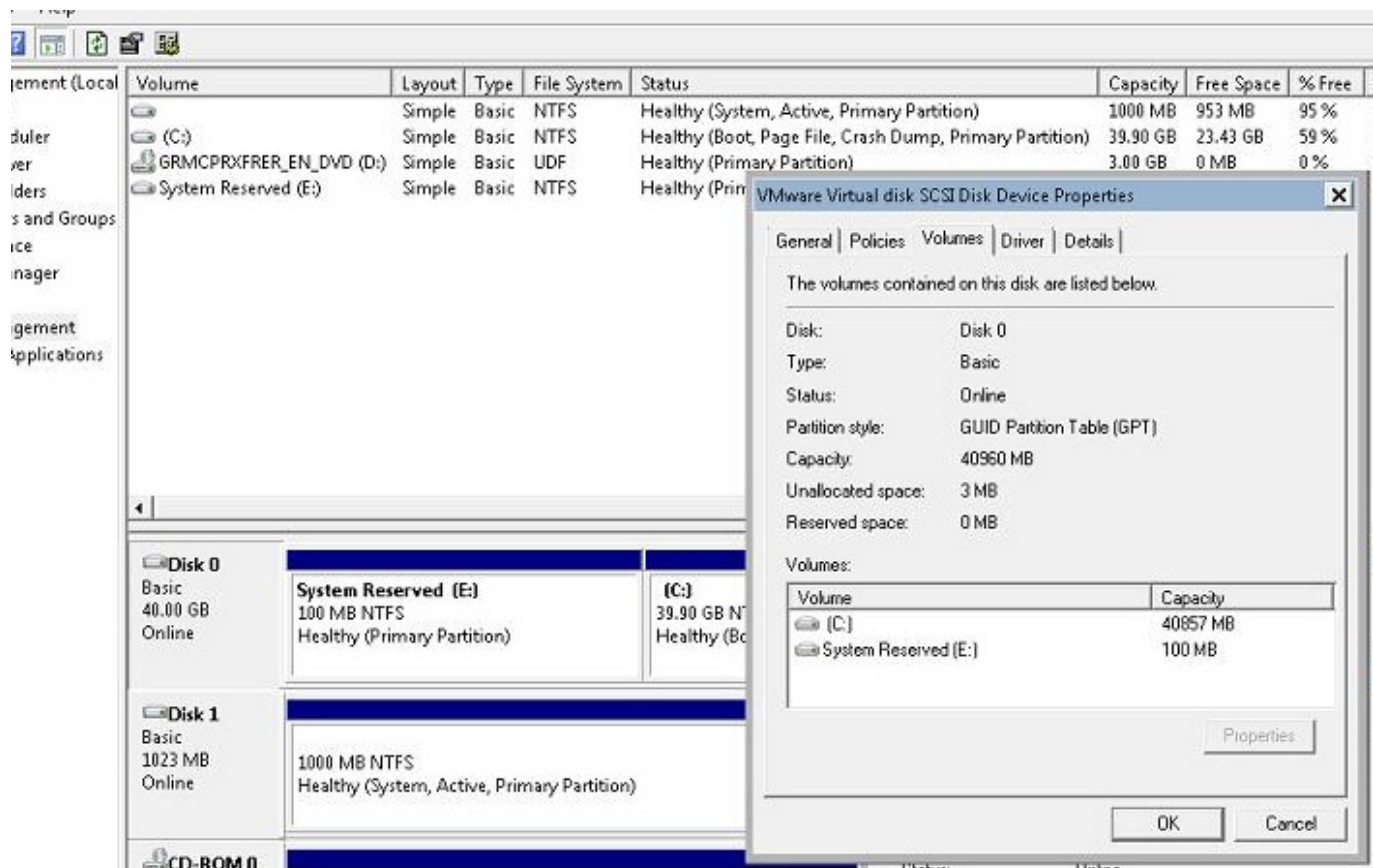 Help
ement (Local
Volume Layout Type File System Status Capacity Free Space % Free
Simple Basic NTFS Healthy (System, Active, Primary Partition) 1000 MB 953 MB 95 %
duler
(C:) Simple Basic NTFS Healthy (Boot, Page File, Crash Dump, Primary Partition) 39.90 GB 23.43 GB 59 %
ver
GRMCPRXFRER_EN_DVD (D:) Simple Basic UDF Healthy (Primary Partition) 3.00 GB 0 MB 0 %
lders
System Reserved (E:) Simple Basic NTFS Healthy (Prim
s and Groups
ce
nager
gement
Applications
VMware Virtual disk SCSI Disk Device Properties
General Policies Volumes Driver Details
The volumes contained on this disk are listed below.
Disk: Disk 0
Type: Basic
Status: Online
Partition style: GUID Partition Table (GPT)
Capacity: 40960 MB
Unallocated space: 3 MB
Reserved space: 0 MB
Volumes:
Volume Capacity
(C:) 40857 MB
System Reserved (E:) 100 MB
Properties
OK Cancel
Disk 0
Basic
40.00 GB
Online
System Reserved (E:)
100 MB NTFS
Healthy (Primary Partition)
(C:)
39.90 GB N
Healthy (Bo
Disk 1
Basic
1023 MB
Online
1000 MB NTFS
Healthy (System, Active, Primary Partition)
CD-ROM 0